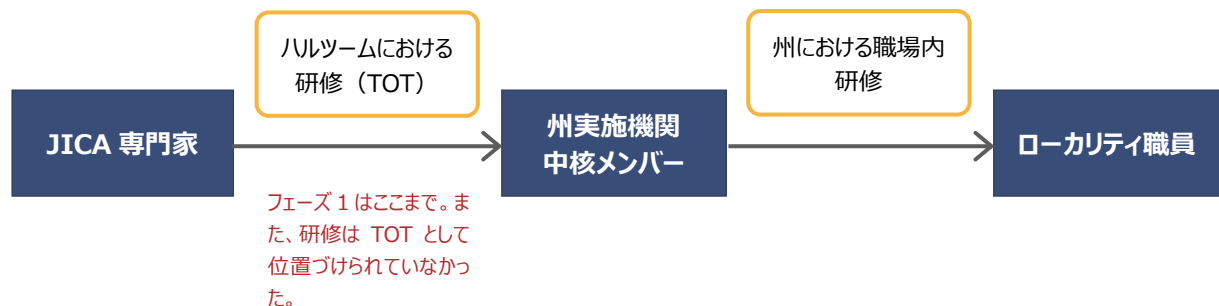 ハルツームにおける
研修（TOT）
州における職場内
研修
JICA 専門家
州実施機関
中核メンバー
ローカリティ職員
フェーズ 1 はここまで。ま
た、研修は TOT として
位置づけられていなかっ
た。